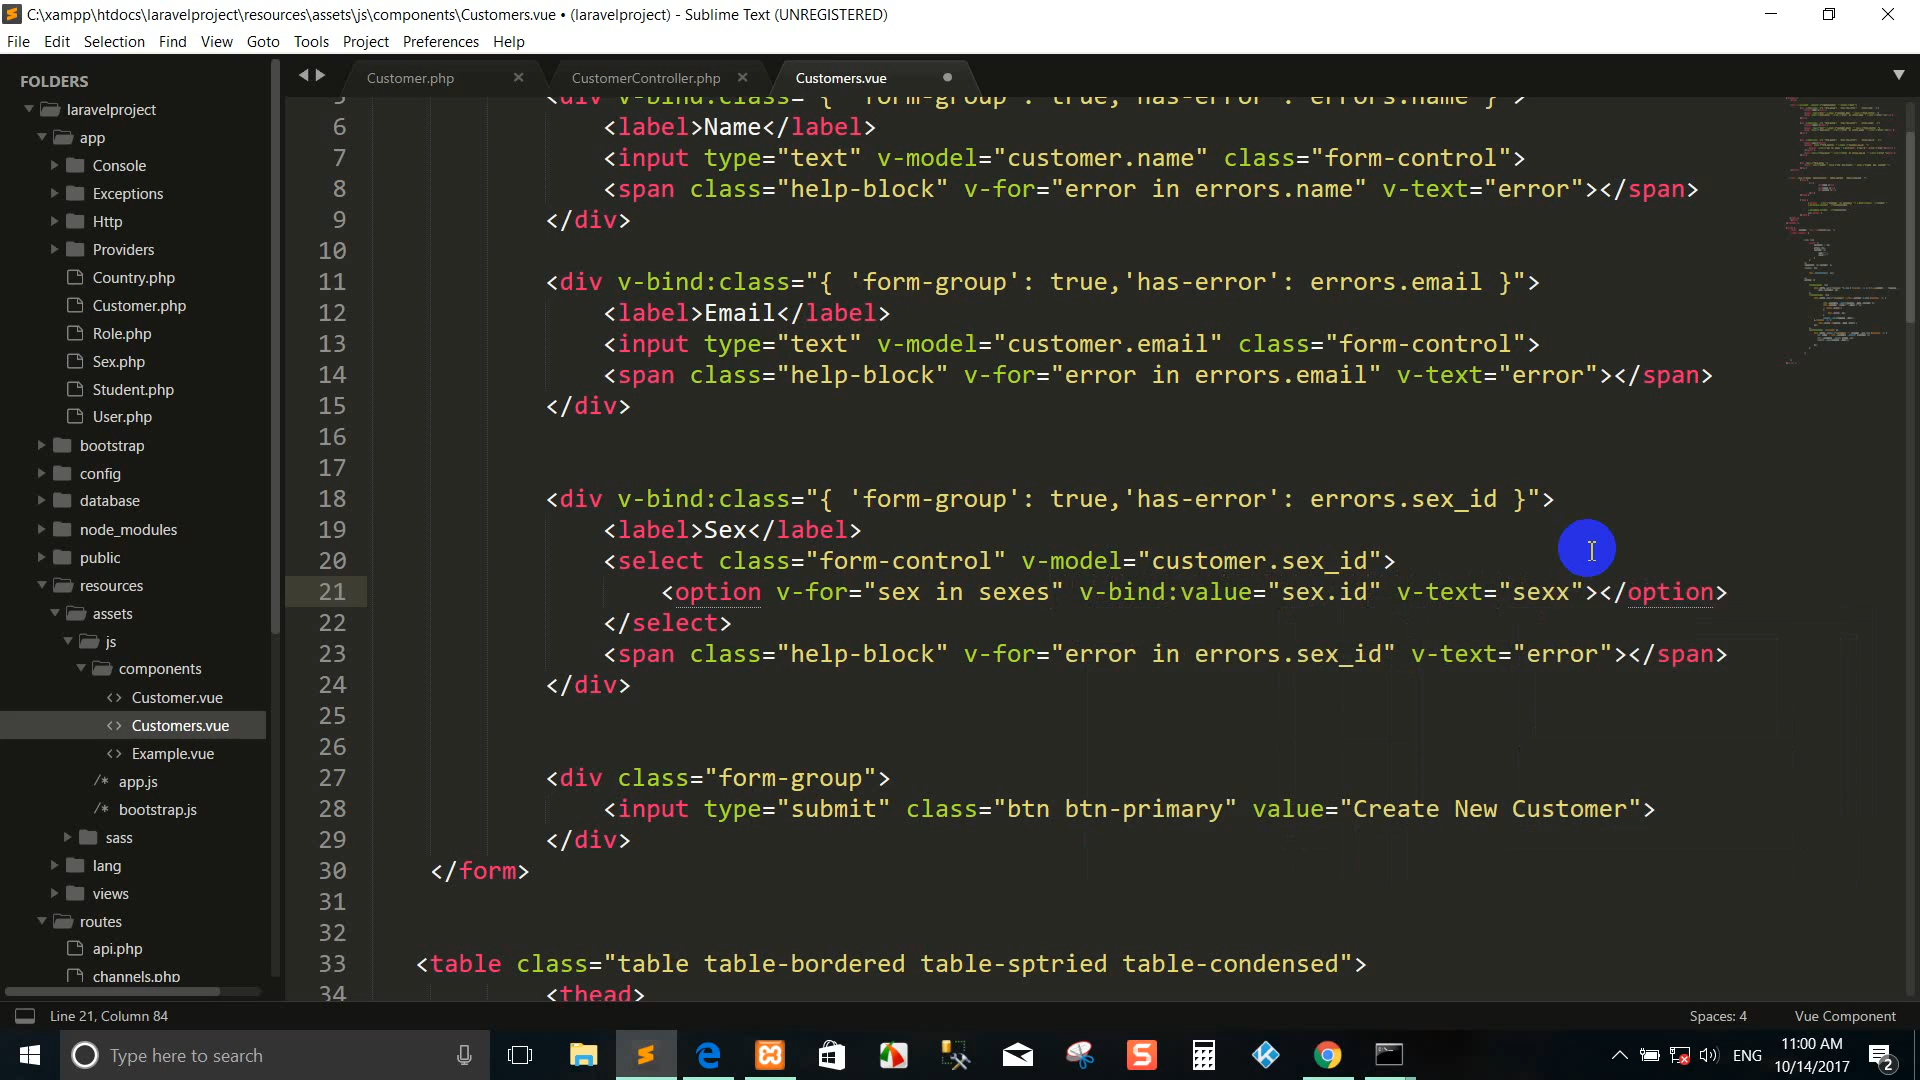 C:\xampp\htdocs\laravelproject\resources\assets\js\components\Customers.vue • (laravelproject) - Sublime Text (UNREGISTERED)
File Edit Selection Find View Goto Tools Project Preferences Help
FOLDERS
laravelproject
app
Console
Exceptions
Http
Providers
Country.php
Customer.php
Role.php
Sex.php
Student.php
User.php
bootstrap
config
database
node_modules
public
resources
assets
js
components
Customer.vue
Customers.vue
Example.vue
/* app.js
/* bootstrap.js
sass
lang
views
routes
api.php
channels.php
Customer.php CustomerController.php Customers.vue
5 <div v-bind:class="{ 'form-group': true,'has-error': errors.name }">
6 <label>Name</label>
7 <input type="text" v-model="customer.name" class="form-control">
8 <span class="help-block" v-for="error in errors.name" v-text="error"></span>
9 </div>
10
11 <div v-bind:class="{ 'form-group': true,'has-error': errors.email }">
12 <label>Email</label>
13 <input type="text" v-model="customer.email" class="form-control">
14 <span class="help-block" v-for="error in errors.email" v-text="error"></span>
15 </div>
16
17
18 <div v-bind:class="{ 'form-group': true,'has-error': errors.sex_id }">
19 <label>Sex</label>
20 <select class="form-control" v-model="customer.sex_id">
21 <option v-for="sex in sexes" v-bind:value="sex.id" v-text="sexx"></option>
22 </select>
23 <span class="help-block" v-for="error in errors.sex_id" v-text="error"></span>
24 </div>
25
26
27 <div class="form-group">
28 <input type="submit" class="btn btn-primary" value="Create New Customer">
29 </div>
30 </form>
31
32
33 <table class="table table-bordered table-sptried table-condensed">
34 <thead>
Line 21, Column 84 Spaces: 4 Vue Component
Type here to search
ENG
11:00 AM
10/14/2017
2